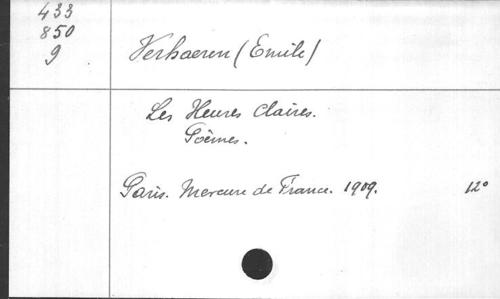 433
850
9
Verhaeren (Emile)
Les Heures Claires.
Poèmes.
Paris. Mercure de France. 1909. 12°